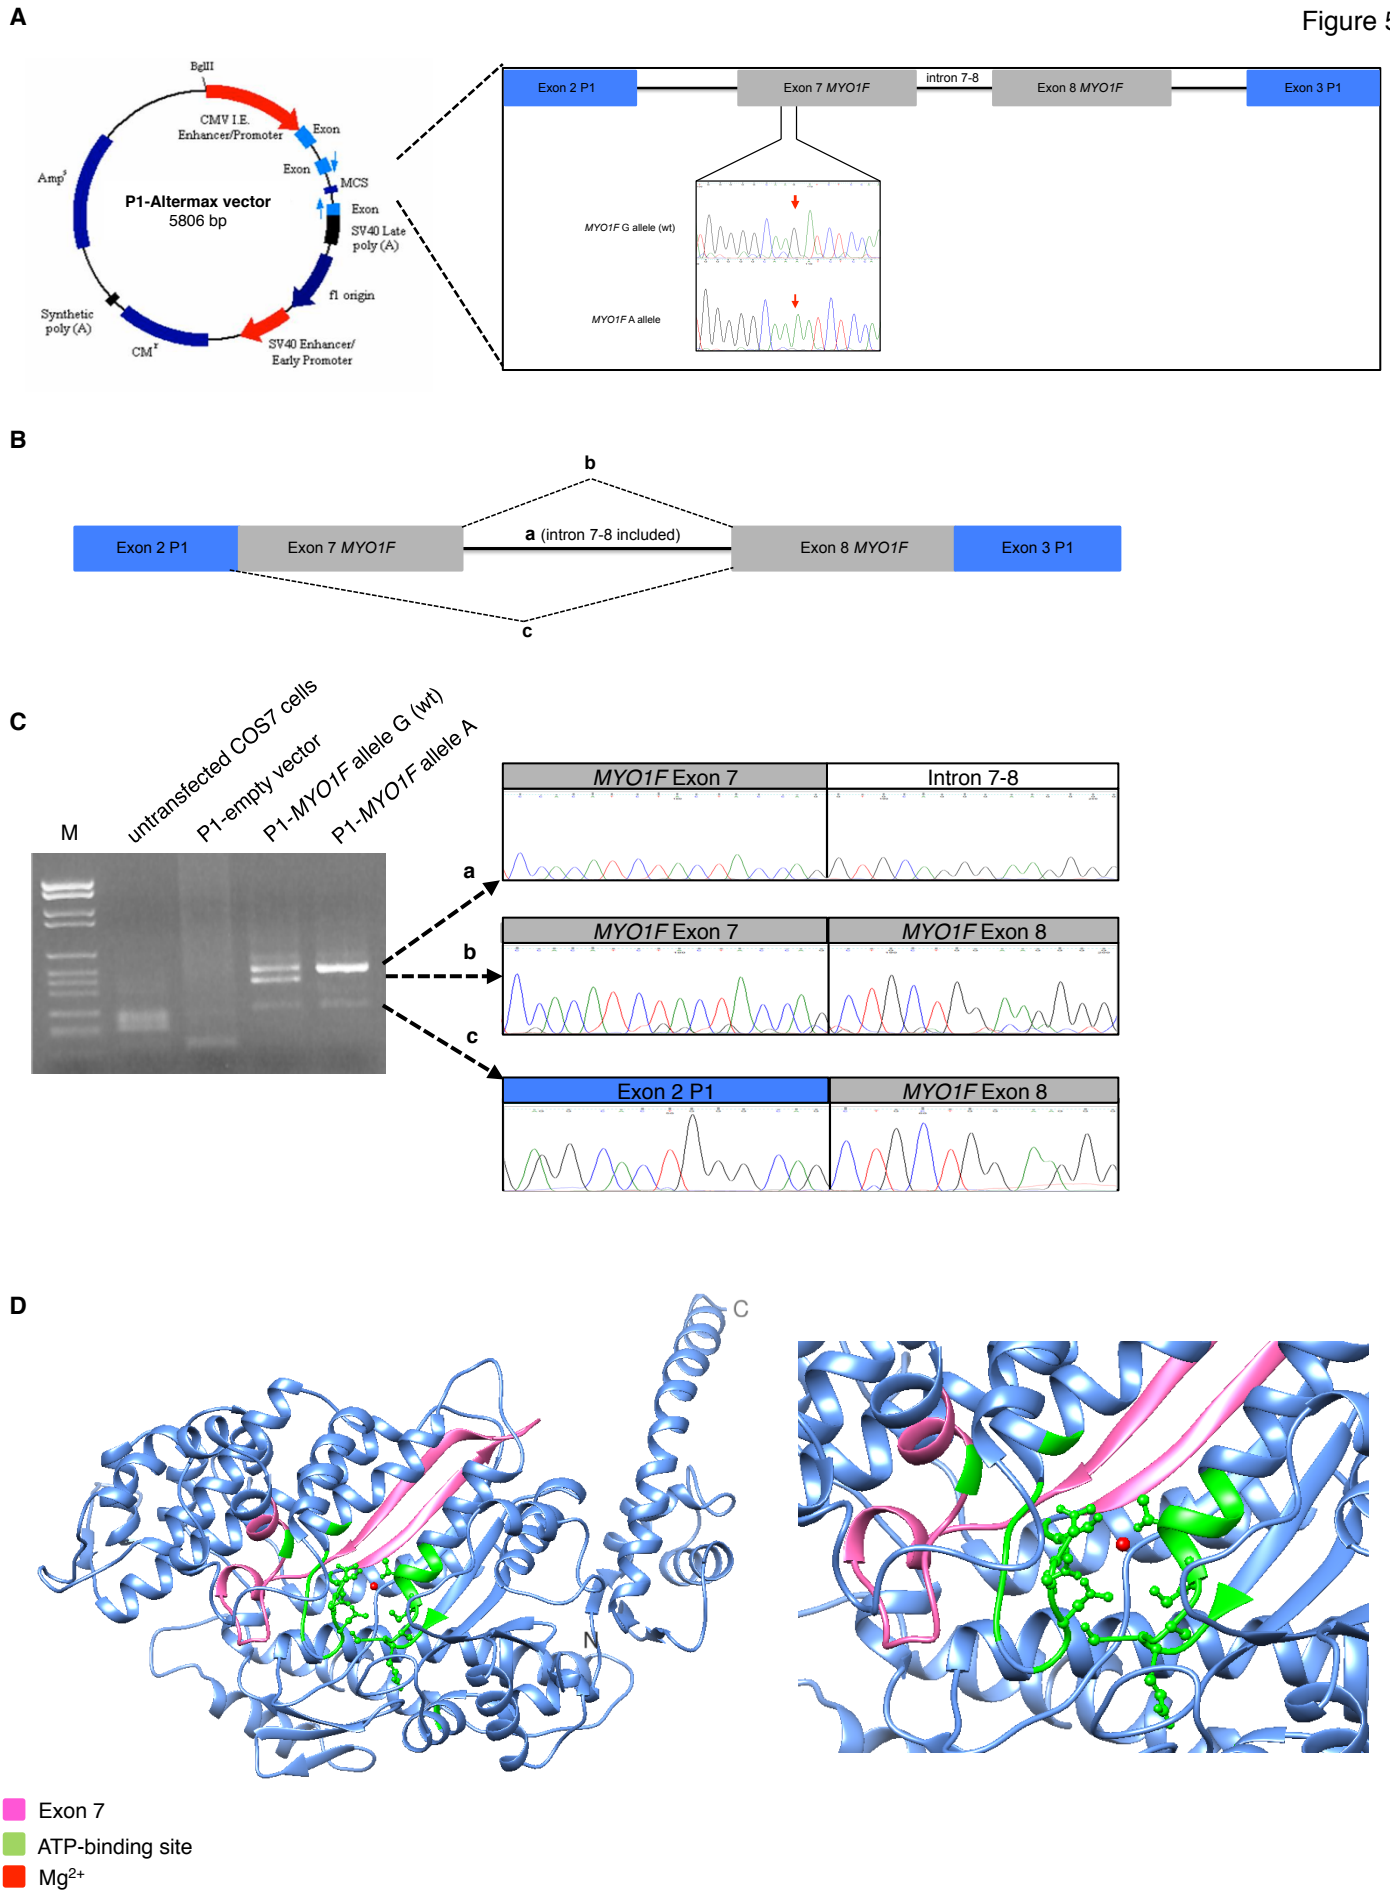 A
Figure 5
BglII
CMV I.E.
Enhancer/Promoter
Exon
Exon
MCS
Exon
SV40 Late
poly (A)
f1 origin
SV40 Enhancer/
Early Promoter
CMʳ
Synthetic
poly (A)
Ampˢ
P1-Altermax vector
5806 bp
Exon 2 P1
Exon 7 MYO1F
intron 7-8
Exon 8 MYO1F
Exon 3 P1
MYO1F G allele (wt)
MYO1F A allele
B
b
Exon 2 P1
Exon 7 MYO1F
a (intron 7-8 included)
Exon 8 MYO1F
Exon 3 P1
c
C
M
untransfected COS7 cells
P1-empty vector
P1-MYO1F allele G (wt)
P1-MYO1F allele A
a
MYO1F Exon 7
Intron 7-8
b
MYO1F Exon 7
MYO1F Exon 8
c
Exon 2 P1
MYO1F Exon 8
D
C
N
Exon 7
ATP-binding site
Mg²⁺